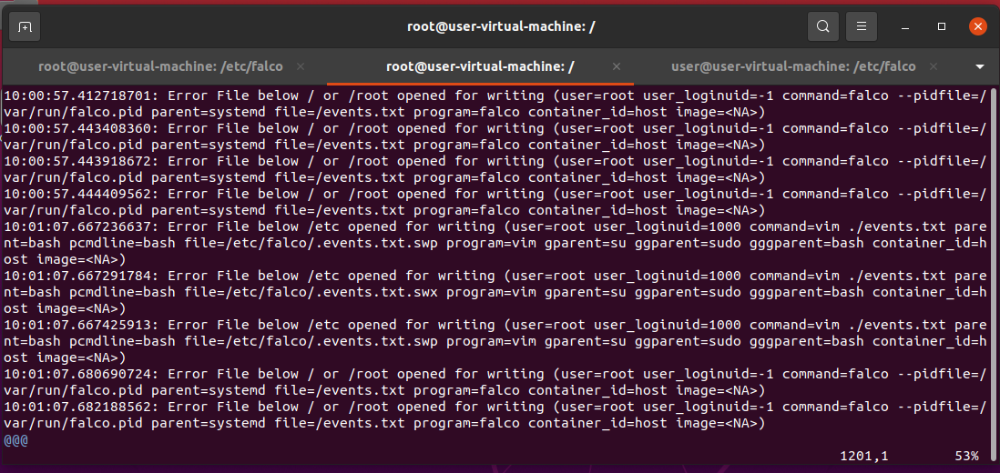 root@user-virtual-machine: /
root@user-virtual-machine: /etc/falco
root@user-virtual-machine: /
user@user-virtual-machine: /etc/falco
10:00:57.412718701: Error File below / or /root opened for writing (user=root user_loginuid=-1 command=falco --pidfile=/
var/run/falco.pid parent=systemd file=/events.txt program=falco container_id=host image=<NA>)
10:00:57.443408360: Error File below / or /root opened for writing (user=root user_loginuid=-1 command=falco --pidfile=/
var/run/falco.pid parent=systemd file=/events.txt program=falco container_id=host image=<NA>)
10:00:57.443918672: Error File below / or /root opened for writing (user=root user_loginuid=-1 command=falco --pidfile=/
var/run/falco.pid parent=systemd file=/events.txt program=falco container_id=host image=<NA>)
10:00:57.444409562: Error File below / or /root opened for writing (user=root user_loginuid=-1 command=falco --pidfile=/
var/run/falco.pid parent=systemd file=/events.txt program=falco container_id=host image=<NA>)
10:01:07.667236637: Error File below /etc opened for writing (user=root user_loginuid=1000 command=vim ./events.txt pare
nt=bash pcmdline=bash file=/etc/falco/.events.txt.swp program=vim gparent=su ggparent=sudo gggparent=bash container_id=h
ost image=<NA>)
10:01:07.667291784: Error File below /etc opened for writing (user=root user_loginuid=1000 command=vim ./events.txt pare
nt=bash pcmdline=bash file=/etc/falco/.events.txt.swx program=vim gparent=su ggparent=sudo gggparent=bash container_id=h
ost image=<NA>)
10:01:07.667425913: Error File below /etc opened for writing (user=root user_loginuid=1000 command=vim ./events.txt pare
nt=bash pcmdline=bash file=/etc/falco/.events.txt.swp program=vim gparent=su ggparent=sudo gggparent=bash container_id=h
ost image=<NA>)
10:01:07.680690724: Error File below / or /root opened for writing (user=root user_loginuid=-1 command=falco --pidfile=/
var/run/falco.pid parent=systemd file=/events.txt program=falco container_id=host image=<NA>)
10:01:07.682188562: Error File below / or /root opened for writing (user=root user_loginuid=-1 command=falco --pidfile=/
var/run/falco.pid parent=systemd file=/events.txt program=falco container_id=host image=<NA>)
@@@
1201,1 53%